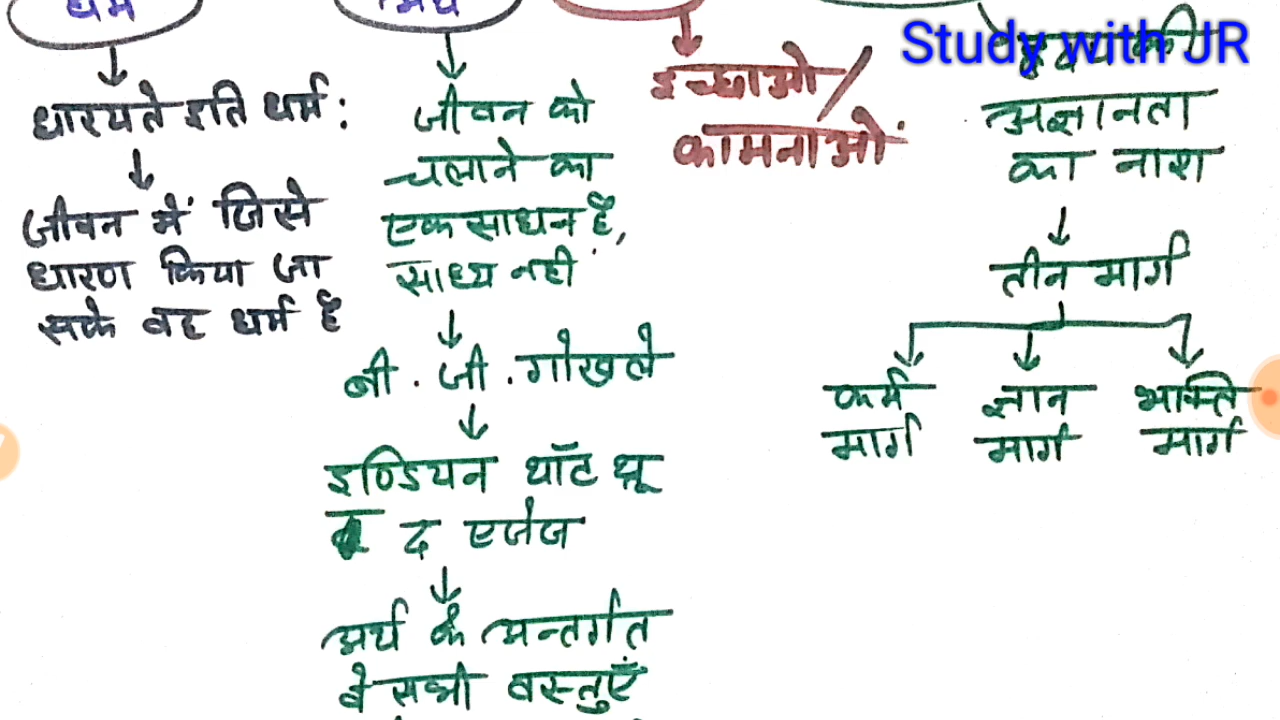 धर्म
अर्थ
Study with JR
धारयते इति धर्म:
जीवन में जिसे
धारण किया जा
सके वह धर्म है
जीवन को
चलाने का
एक साधन है,
साध्य नही
बी. जी. गोखले
इण्डियन थॉट थ्रू
द एजेज
अर्थ के अन्तर्गत
वे सभी वस्तुएँ
इच्छाओ/
कामनाओं
हृदय की
अज्ञानता
का नाश
तीन मार्ग
कर्म मार्ग
ज्ञान मार्ग
भक्ति मार्ग